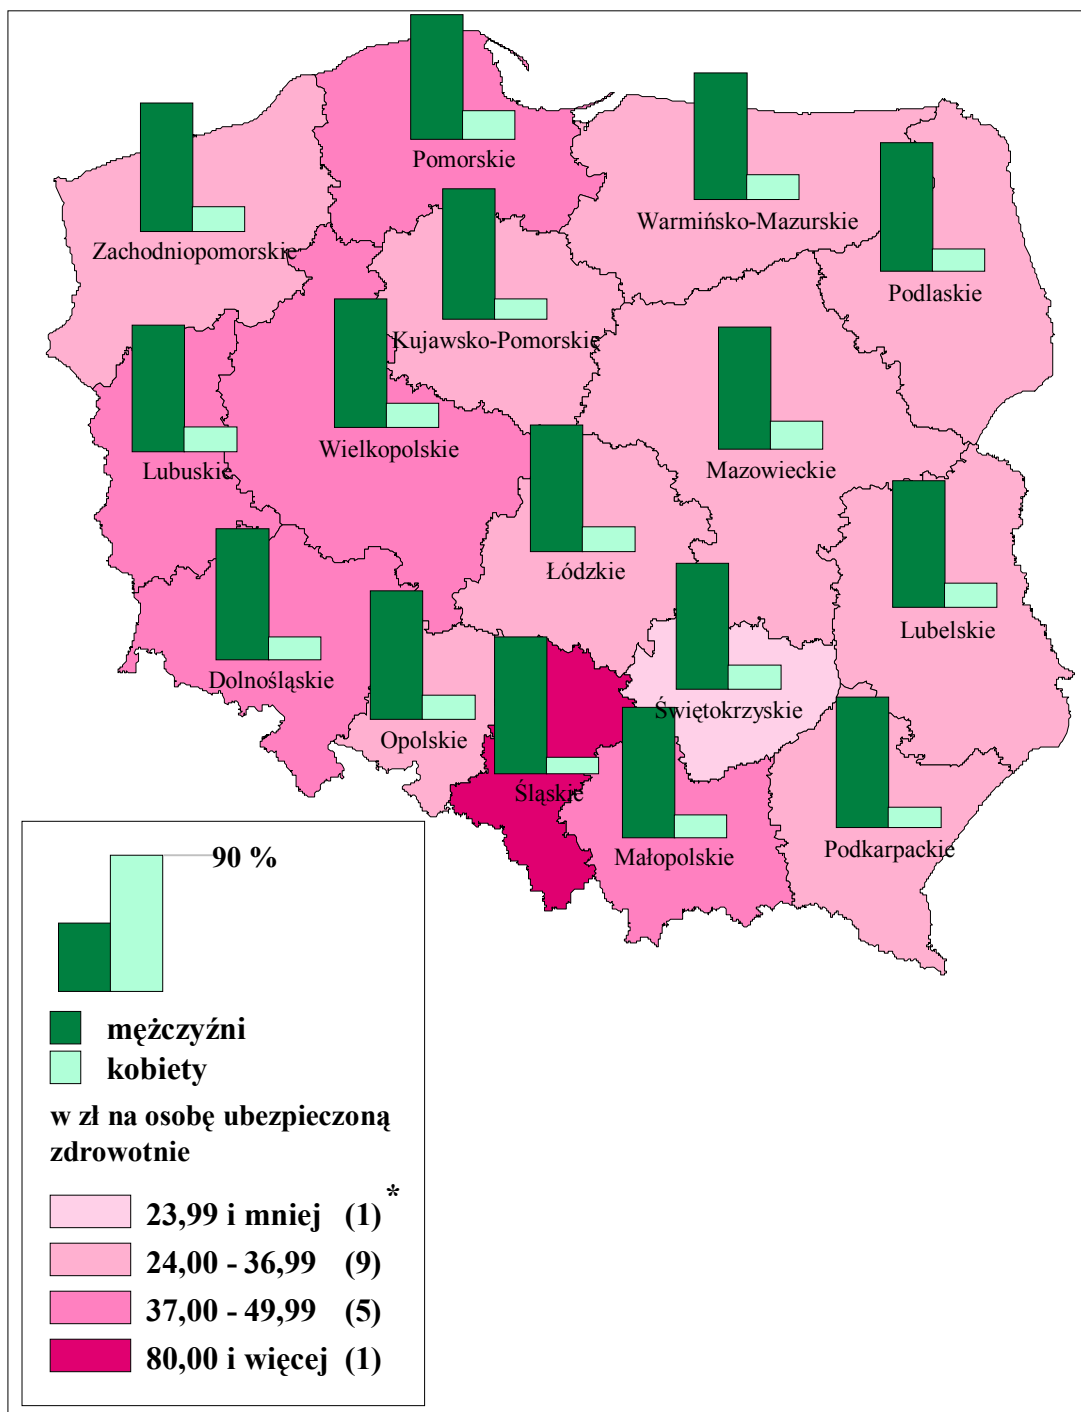 Pomorskie
Warmińsko-Mazurskie
Zachodniopomorskie
Podlaskie
Kujawsko-Pomorskie
Wielkopolskie
Mazowieckie
Lubuskie
Łódzkie
Lubelskie
Dolnośląskie
Świętokrzyskie
Opolskie
Śląskie
Małopolskie
Podkarpackie
90 %
mężczyźni
kobiety
w zł na osobę ubezpieczoną
zdrowotnie
23,99 i mniej (1) *
24,00 - 36,99 (9)
37,00 - 49,99 (5)
80,00 i więcej (1)